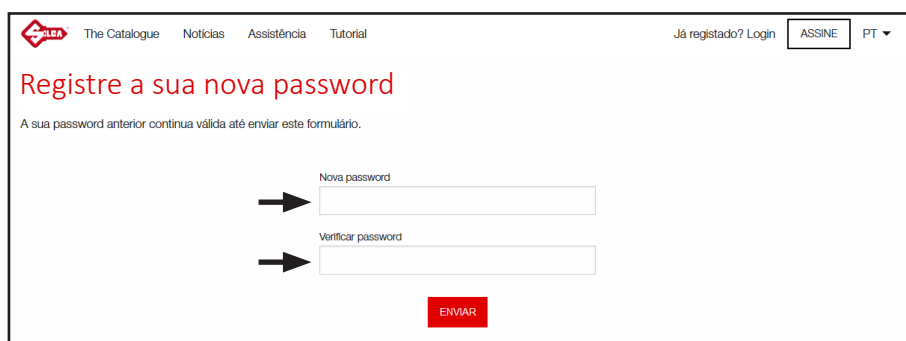 SILCA The Catalogue Notícias Assistência Tutorial Já registado? Login ASSINE PT
Registre a sua nova password
A sua password anterior continua válida até enviar este formulário.
Nova password
Verificar password
ENVIAR